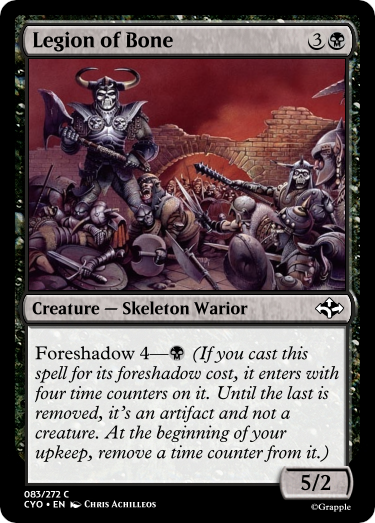 Legion of Bone 3
Creature — Skeleton Warior
Foreshadow 4— (If you cast this
spell for its foreshadow cost, it enters with
four time counters on it. Until the last is
removed, it's an artifact and not a
creature. At the beginning of your
upkeep, remove a time counter from it.)
5/2
083/272 C
CYO • EN Chris Achilleos
©Grapple